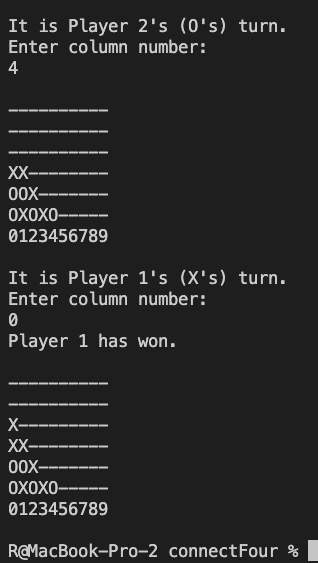 It is Player 2's (O's) turn.
Enter column number:
4
----------
----------
----------
XX--------
OOX-------
OXOXO-----
0123456789
It is Player 1's (X's) turn.
Enter column number:
0
Player 1 has won.
----------
----------
X---------
XX--------
OOX-------
OXOXO-----
0123456789
R@MacBook-Pro-2 connectFour %